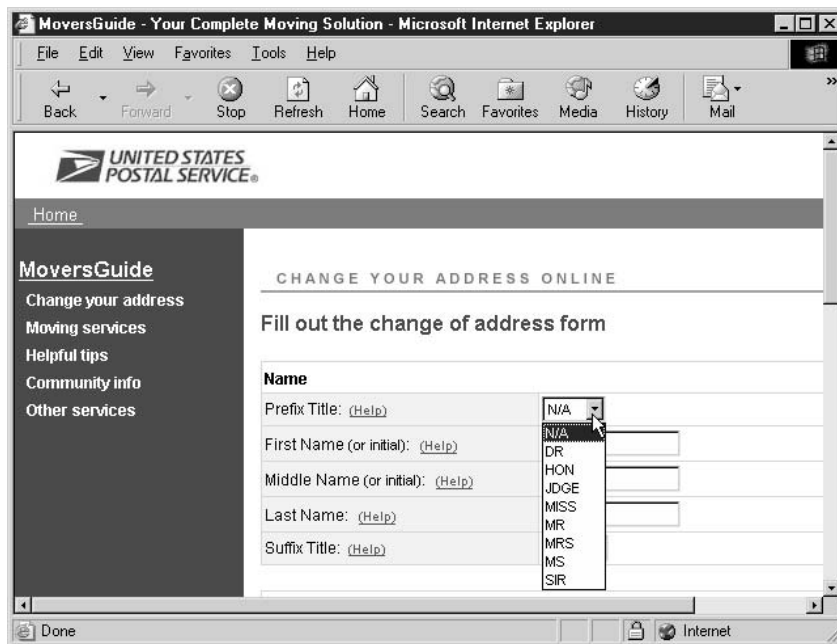 MoversGuide - Your Complete Moving Solution - Microsoft Internet Explorer
File Edit View Favorites Tools Help
Back Forward Stop Refresh Home Search Favorites Media History Mail »
UNITED STATES
POSTAL SERVICE®
Home
MoversGuide
Change your address
Moving services
Helpful tips
Community info
Other services
CHANGE YOUR ADDRESS ONLINE
Fill out the change of address form
Name
Prefix Title: (Help) N/A
First Name (or initial): (Help)
Middle Name (or initial): (Help)
Last Name: (Help)
Suffix Title: (Help)
N/A
DR
HON
JDGE
MISS
MR
MRS
MS
SIR
Done Internet